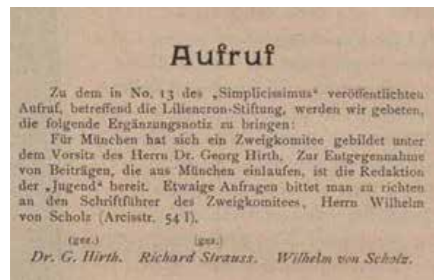 Aufruf
Zu dem in No. 13 des „Simplicissimus“ veröffentlichten
Aufruf, betreffend die Liliencron-Stiftung, werden wir gebeten,
die folgende Ergänzungsnotiz zu bringen:
Für München hat sich ein Zweigkomitee gebildet unter
dem Vorsitz des Herrn Dr. Georg Hirth. Zur Entgegennahme
von Beiträgen, die aus München einlaufen, ist die Redaktion
der „Jugend“ bereit. Etwaige Anfragen bittet man zu richten
an den Schriftführer des Zweigkomitees, Herrn Wilhelm
von Scholz (Arcisstr. 54 I).
(gez.) (gez.)
Dr. G. Hirth. Richard Strauss. Wilhelm von Scholz.